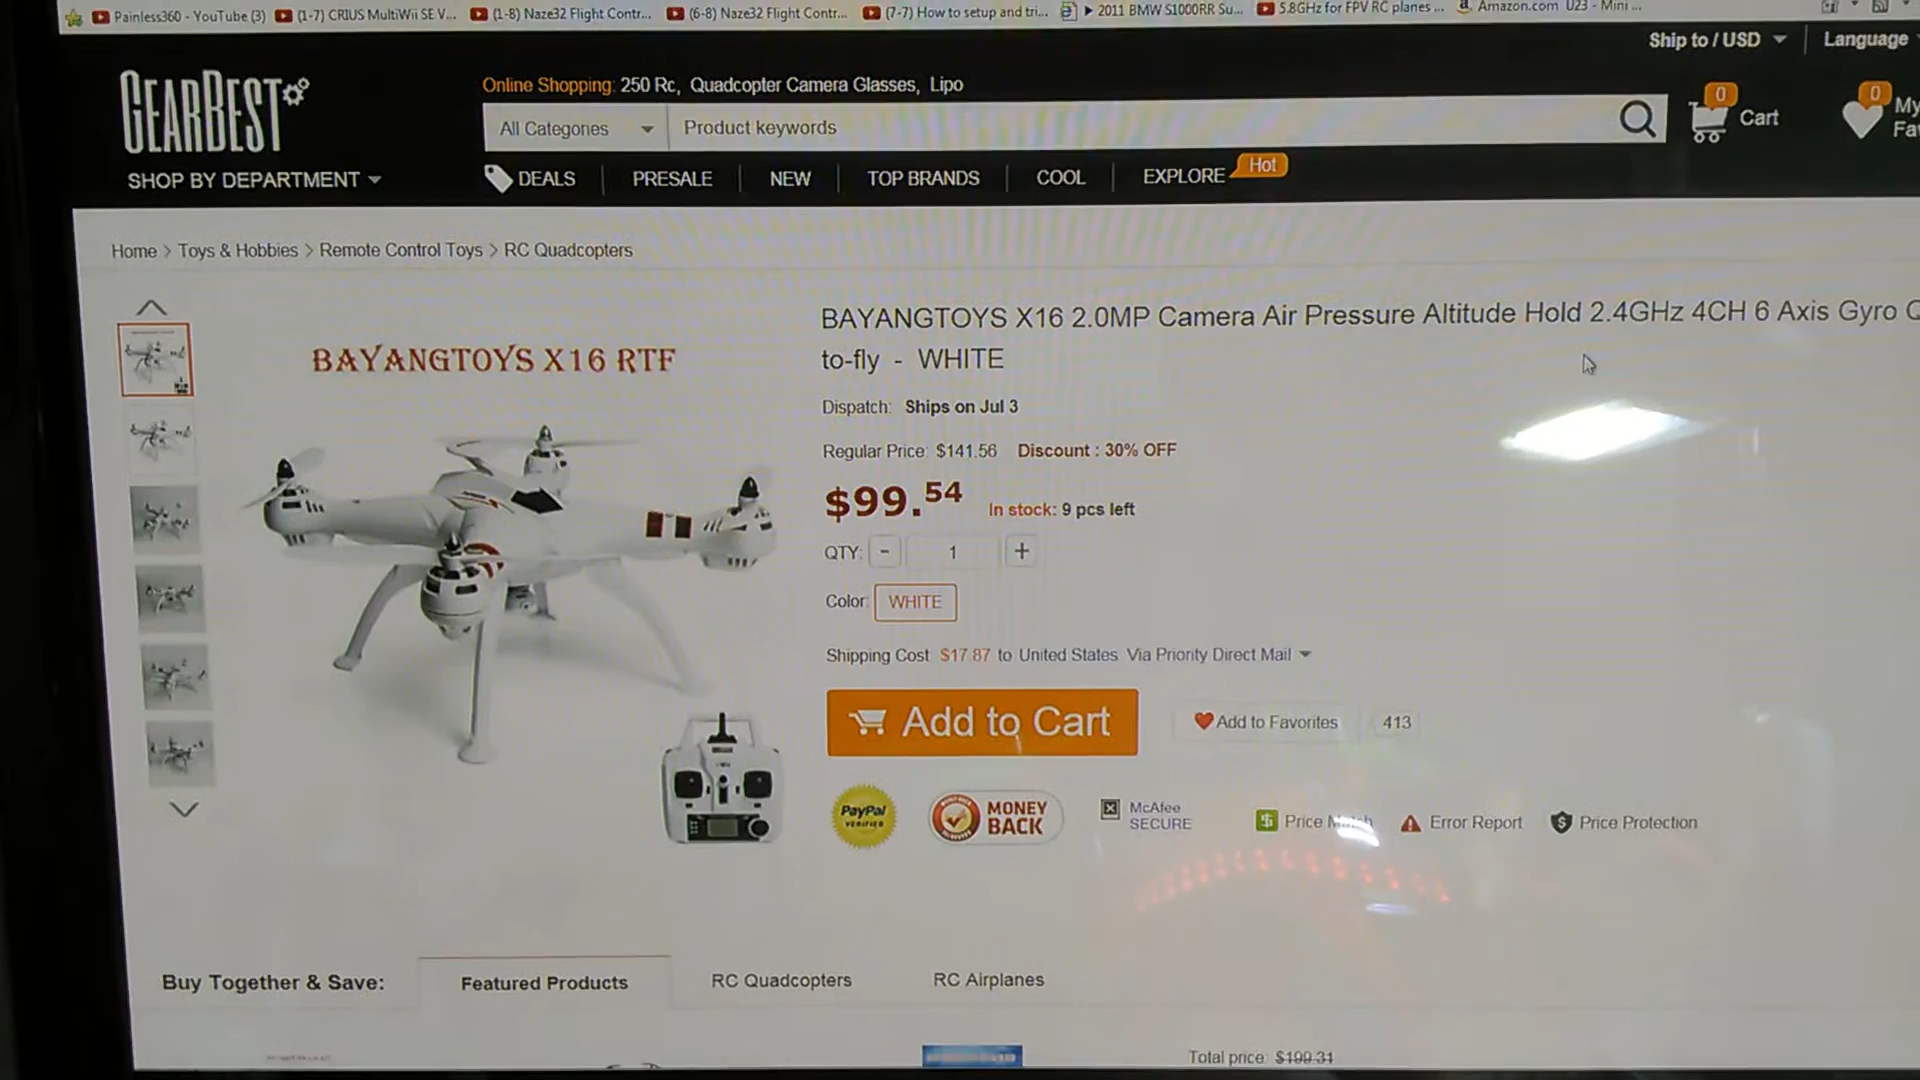 Painless360 - YouTube (3) (1-7) CRIUS MultiWii SE V... (1-8) Naze32 Flight Contr... (6-8) Naze32 Flight Contr... (7-7) How to setup and tri... 2011 BMW S1000RR Su... 5.8GHz for FPV RC planes ... Amazon.com U23 - Mini ...
Ship to / USD Language
GEARBEST
Online Shopping: 250 Rc, Quadcopter Camera Glasses, Lipo
All Categories Product keywords
0 Cart
0 My
Fa
SHOP BY DEPARTMENT DEALS PRESALE NEW TOP BRANDS COOL EXPLORE Hot
Home > Toys & Hobbies > Remote Control Toys > RC Quadcopters
BAYANGTOYS X16 RTF
BAYANGTOYS X16 2.0MP Camera Air Pressure Altitude Hold 2.4GHz 4CH 6 Axis Gyro
to-fly - WHITE
Dispatch: Ships on Jul 3
Regular Price: $141.56 Discount : 30% OFF
$99.54 In stock: 9 pcs left
QTY: - 1 +
Color: WHITE
Shipping Cost: $17.87 to United States Via Priority Direct Mail
Add to Cart Add to Favorites 413
PayPal
VERIFIED
MONEY
BACK
McAfee
SECURE
Price Match Error Report Price Protection
Buy Together & Save: Featured Products RC Quadcopters RC Airplanes
Total price: $199.31